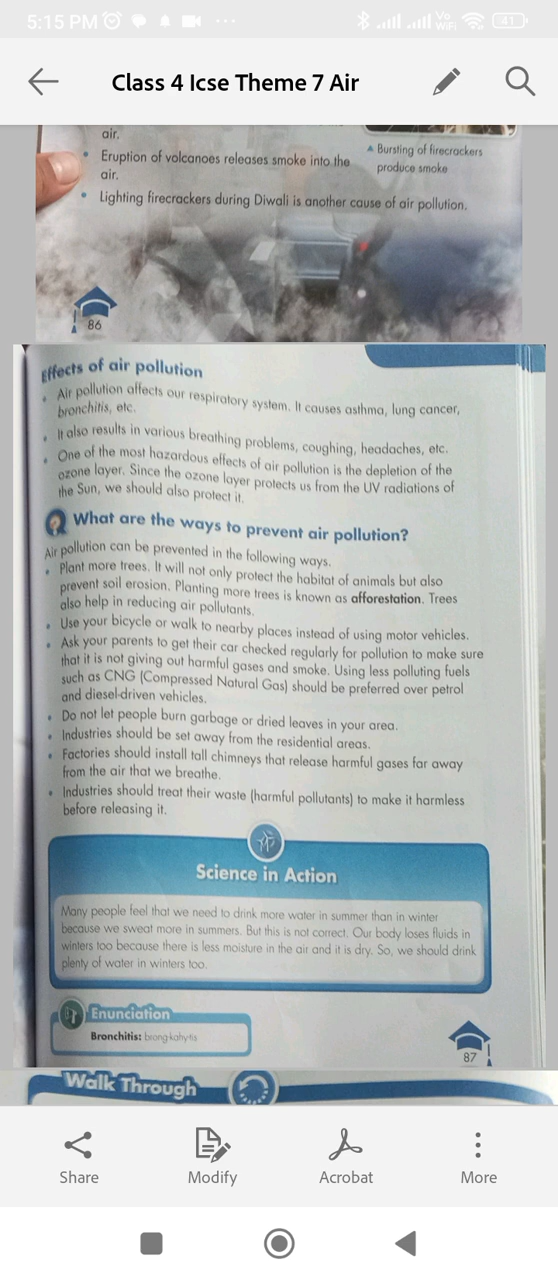 5:15 PM
Vo
WiFi
41
Class 4 Icse Theme 7 Air
air.
• Eruption of volcanoes releases smoke into the
air.
▲ Bursting of firecrackers
produce smoke
• Lighting firecrackers during Diwali is another cause of air pollution.
86
Effects of air pollution
• Air pollution affects our respiratory system. It causes asthma, lung cancer,
bronchitis, etc.
• It also results in various breathing problems, coughing, headaches, etc.
• One of the most hazardous effects of air pollution is the depletion of the
ozone layer. Since the ozone layer protects us from the UV radiations of
the Sun, we should also protect it.
What are the ways to prevent air pollution?
Air pollution can be prevented in the following ways.
• Plant more trees. It will not only protect the habitat of animals but also
prevent soil erosion. Planting more trees is known as afforestation. Trees
also help in reducing air pollutants.
• Use your bicycle or walk to nearby places instead of using motor vehicles.
• Ask your parents to get their car checked regularly for pollution to make sure
that it is not giving out harmful gases and smoke. Using less polluting fuels
such as CNG (Compressed Natural Gas) should be preferred over petrol
and diesel-driven vehicles.
• Do not let people burn garbage or dried leaves in your area.
• Industries should be set away from the residential areas.
• Factories should install tall chimneys that release harmful gases far away
from the air that we breathe.
• Industries should treat their waste (harmful pollutants) to make it harmless
before releasing it.
Science in Action
Many people feel that we need to drink more water in summer than in winter
because we sweat more in summers. But this is not correct. Our body loses fluids in
winters too because there is less moisture in the air and it is dry. So, we should drink
plenty of water in winters too.
Enunciation
Bronchitis: brong-kahy-tis
87
Walk Through
Share
Modify
Acrobat
More